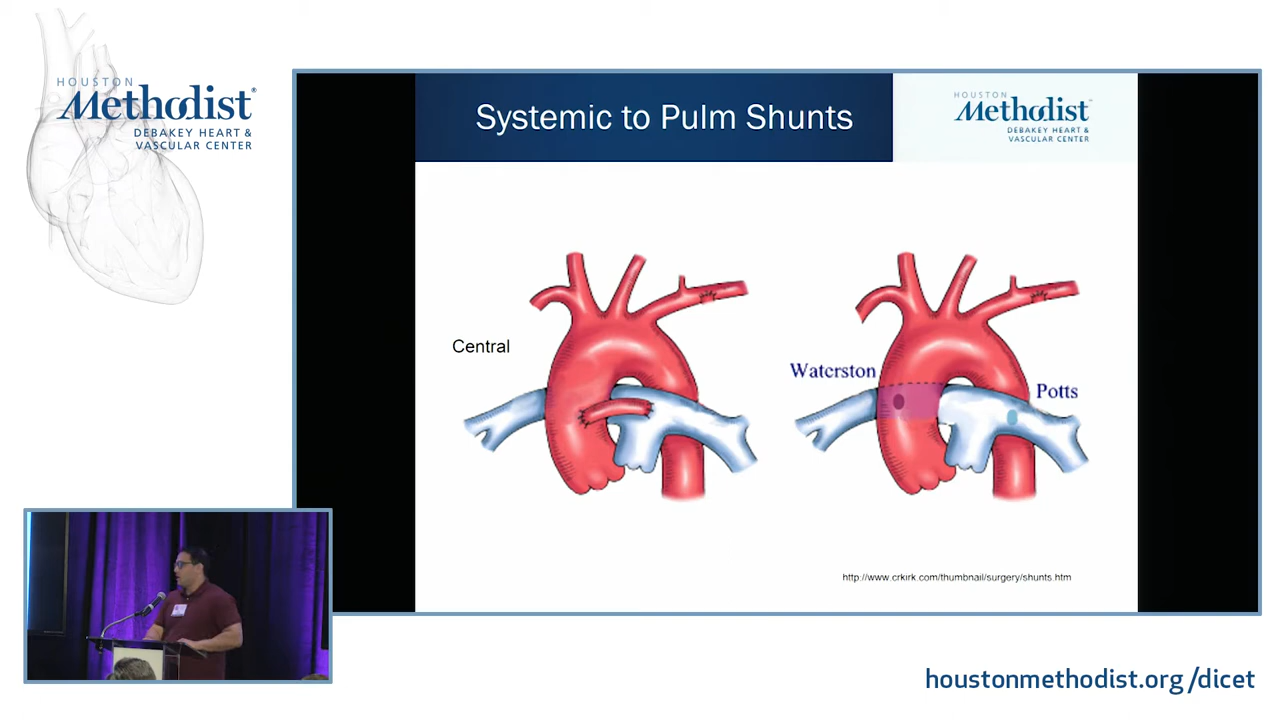 HOUSTON
Methodist®
DEBAKEY HEART &
VASCULAR CENTER
Systemic to Pulm Shunts
HOUSTON
Methodist
DEBAKEY HEART &
VASCULAR CENTER
Central
Waterston
Potts
http://www.crkirk.com/thumbnail/surgery/shunts.htm
houstonmethodist.org/dicet